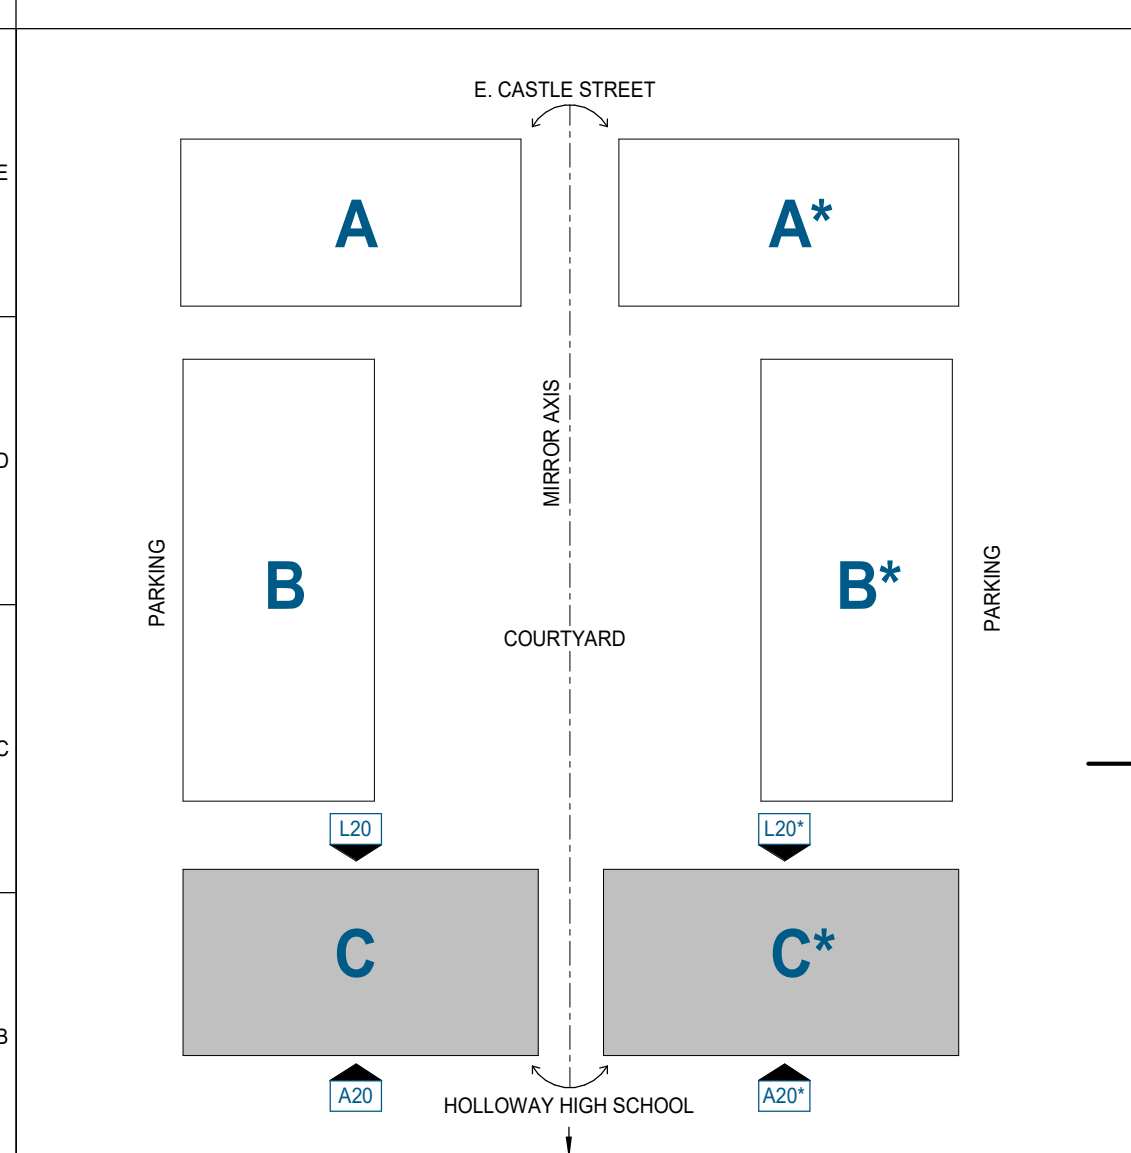 E. CASTLE STREET
E
A
A*
MIRROR AXIS
D
PARKING
B
B*
PARKING
COURTYARD
C
L20
L20*
C
C*
B
A20
A20*
HOLLOWAY HIGH SCHOOL